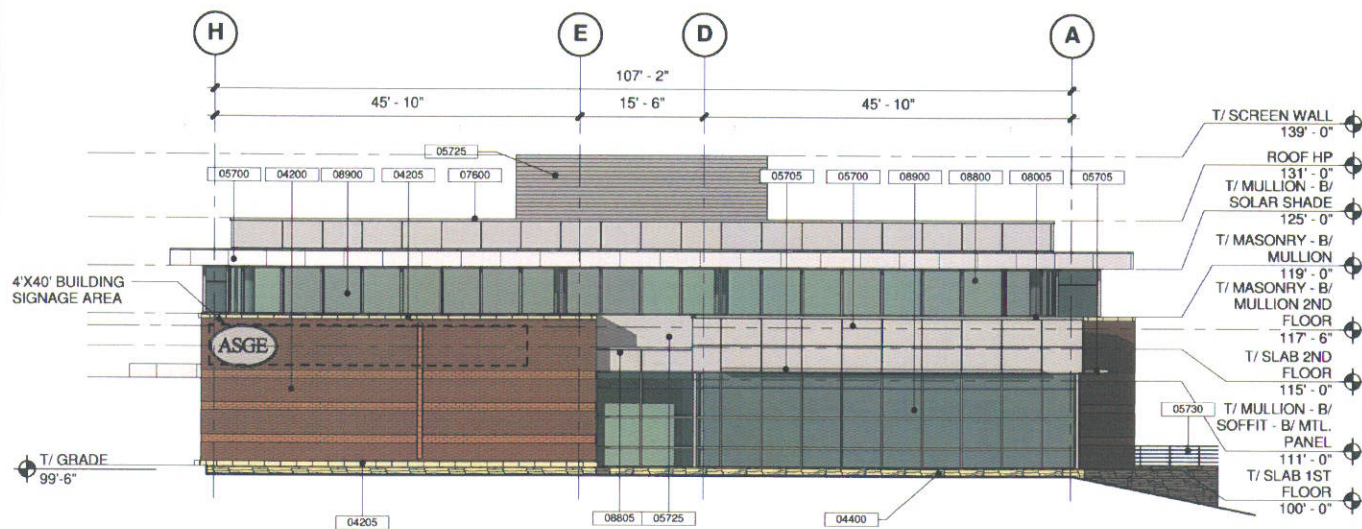 H
E
D
A
107' - 2"
45' - 10"
15' - 6"
45' - 10"
T/ SCREEN WALL
139' - 0"
ROOF HP
131' - 0"
T/ MULLION - B/
SOLAR SHADE
125' - 0"
T/ MASONRY - B/
MULLION
119' - 0"
T/ MASONRY - B/
MULLION 2ND
FLOOR
117' - 6"
T/ SLAB 2ND
FLOOR
115' - 0"
T/ MULLION - B/
SOFFIT - B/ MTL.
PANEL
111' - 0"
T/ SLAB 1ST
FLOOR
100' - 0"
05725
05700
04200
08900
04205
07600
05705
05700
08900
08800
08005
05705
4'X40' BUILDING
SIGNAGE AREA
ASGE
05730
T/ GRADE
99'-6"
04205
08805
05725
04400